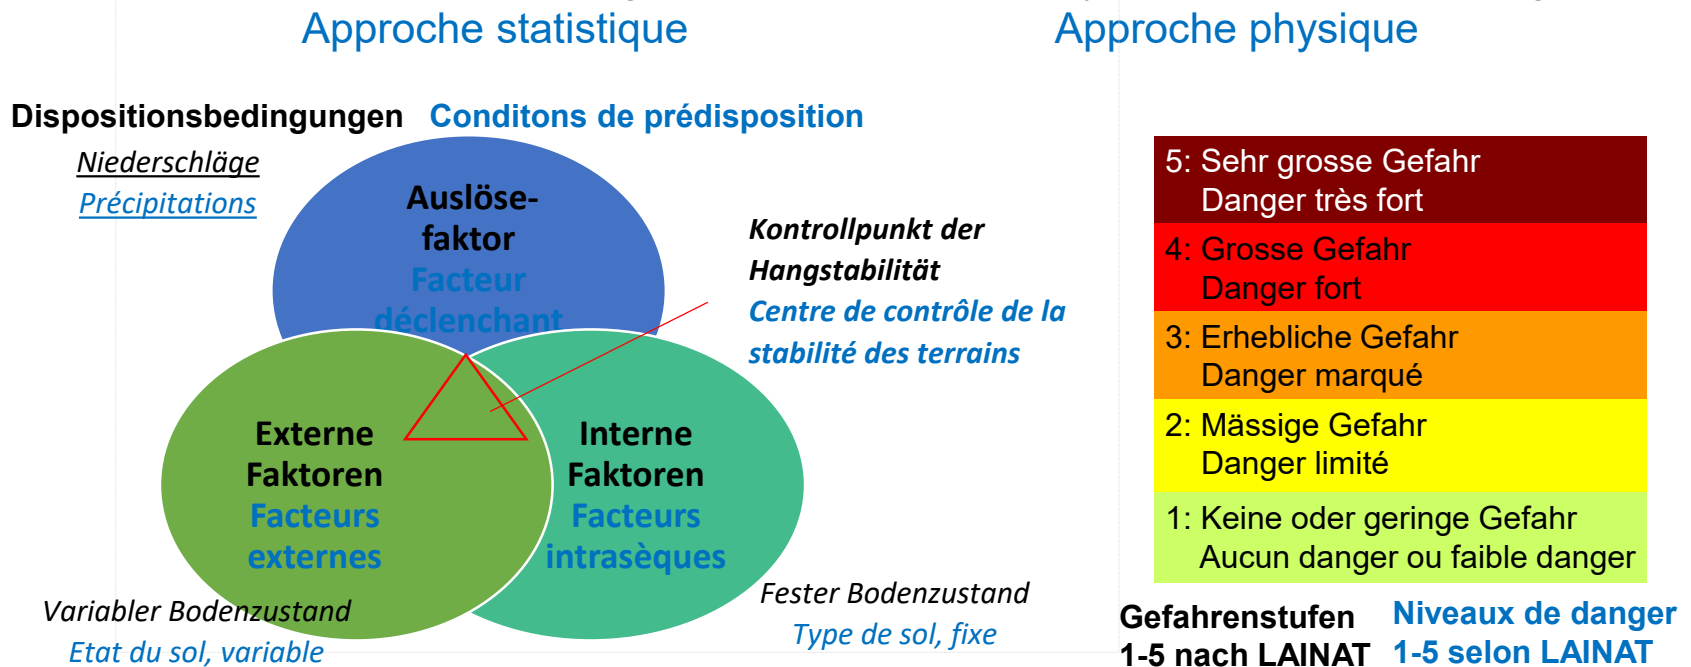 Approche statistique
Approche physique
Dispositionsbedingungen Conditons de prédisposition
Niederschläge
Précipitations
Auslöse-
faktor
Facteur
déclenchant
Kontrollpunkt der
Hangstabilität
Centre de contrôle de la
stabilité des terrains
Externe
Faktoren
Facteurs
externes
Interne
Faktoren
Facteurs
intrasèques
Variabler Bodenzustand
Etat du sol, variable
Fester Bodenzustand
Type de sol, fixe
5: Sehr grosse Gefahr
Danger très fort
4: Grosse Gefahr
Danger fort
3: Erhebliche Gefahr
Danger marqué
2: Mässige Gefahr
Danger limité
1: Keine oder geringe Gefahr
Aucun danger ou faible danger
Gefahrenstufen
1-5 nach LAINAT
Niveaux de danger
1-5 selon LAINAT